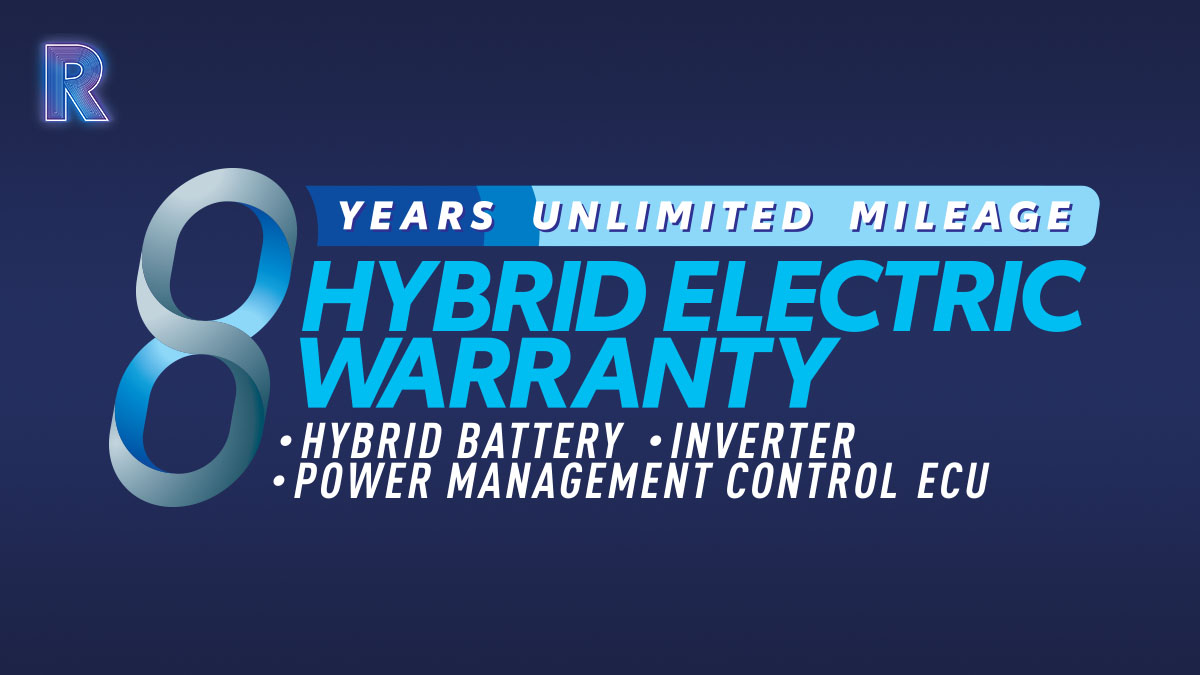 R
8 YEARS UNLIMITED MILEAGE
HYBRID ELECTRIC
WARRANTY
• HYBRID BATTERY • INVERTER
• POWER MANAGEMENT CONTROL ECU